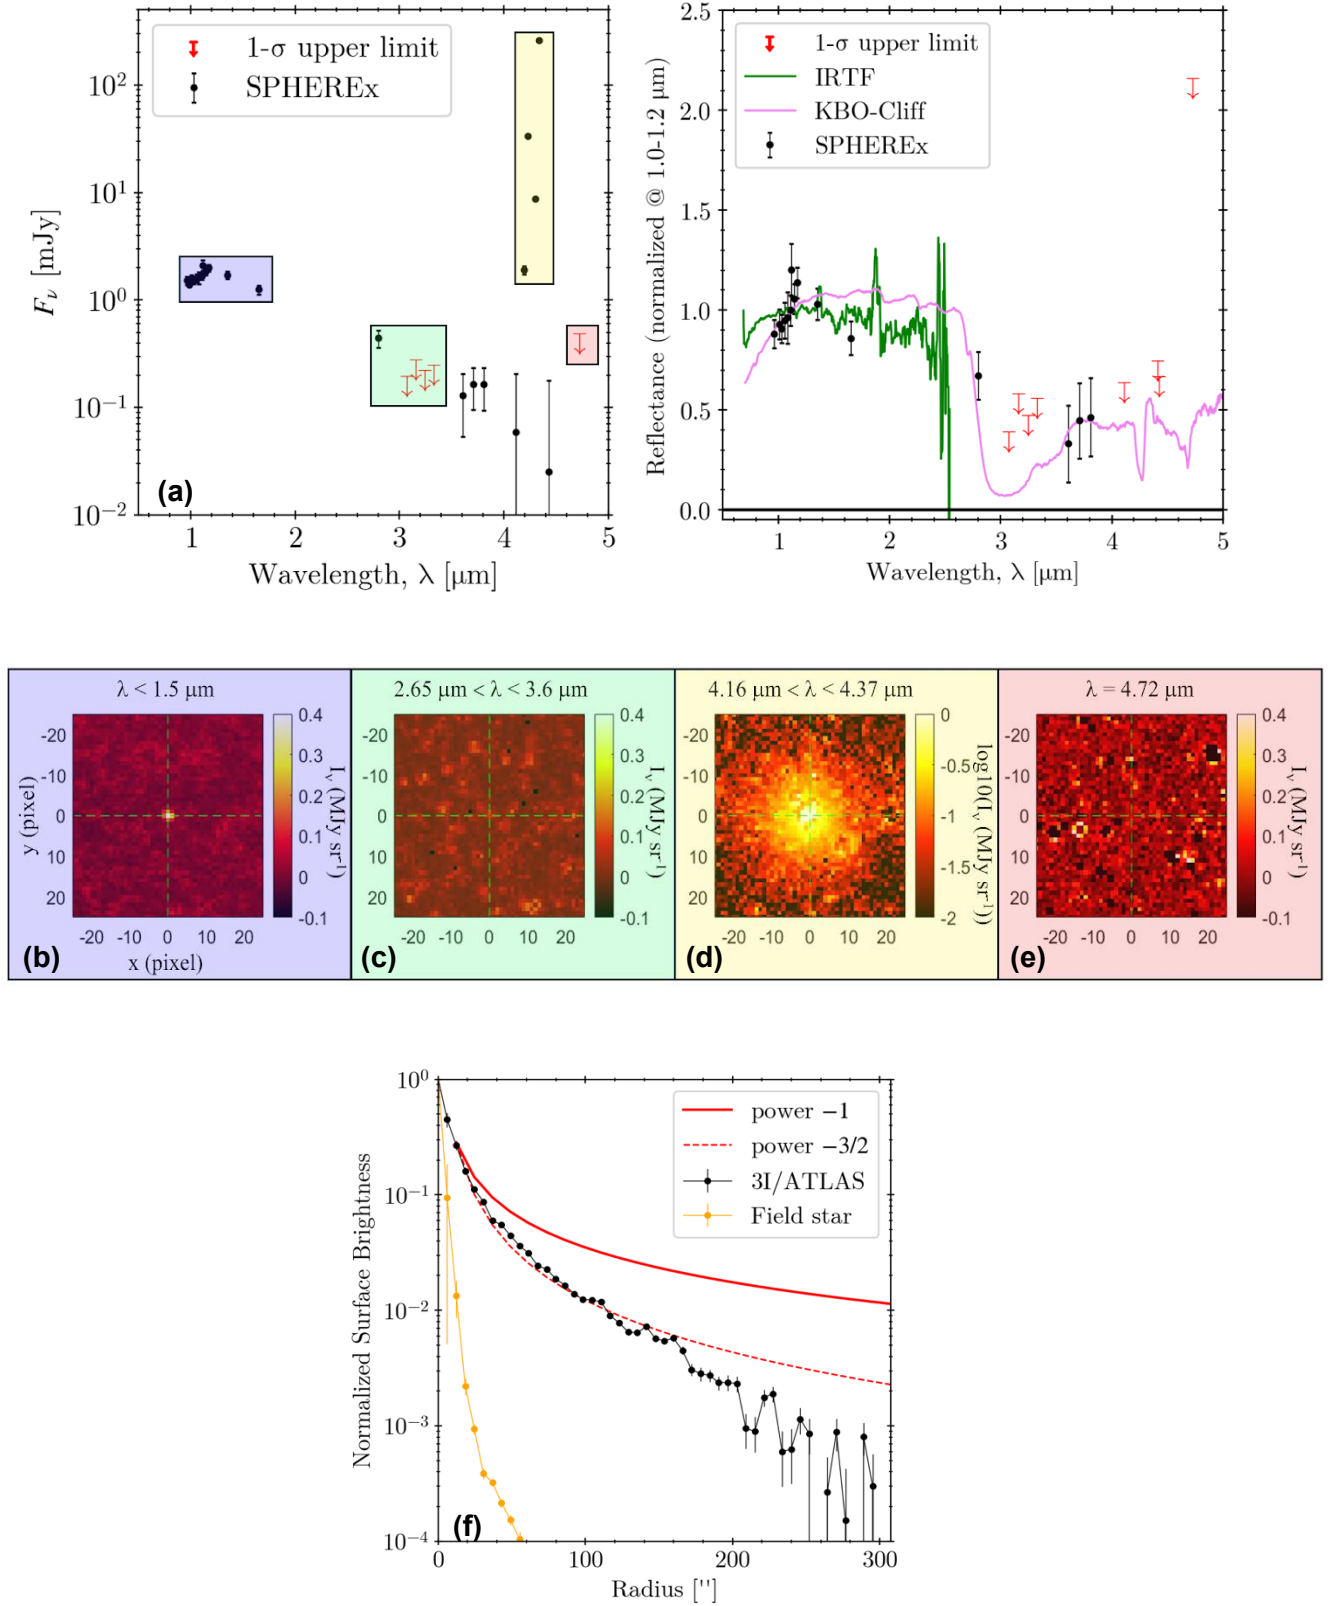 1-σ upper limit
SPHEREx
10²
10¹
10⁰
10⁻¹
10⁻²
F_ν [mJy]
(a)
1 2 3 4 5
Wavelength, λ [μm]
1-σ upper limit
IRTF
KBO-Cliff
SPHEREx
2.5
2.0
1.5
1.0
0.5
0.0
Reflectance (normalized @ 1.0-1.2 μm)
1 2 3 4 5
Wavelength, λ [μm]
λ < 1.5 μm
-20
-10
0
10
20
y (pixel)
-20 -10 0 10 20
x (pixel)
0.4
0.3
0.2
0.1
0
-0.1
I_ν (MJy sr⁻¹)
(b)
2.65 μm < λ < 3.6 μm
-20
-10
0
10
20
-20 -10 0 10 20
0.4
0.3
0.2
0.1
0
-0.1
I_ν (MJy sr⁻¹)
(c)
4.16 μm < λ < 4.37 μm
-20
-10
0
10
20
-20 -10 0 10 20
0
-0.5
-1
-1.5
-2
log10(I_ν (MJy sr⁻¹))
(d)
λ = 4.72 μm
-20
-10
0
10
20
-20 -10 0 10 20
0.4
0.3
0.2
0.1
0
-0.1
I_ν (MJy sr⁻¹)
(e)
power −1
power −3/2
3I/ATLAS
Field star
10⁰
10⁻¹
10⁻²
10⁻³
10⁻⁴
Normalized Surface Brightness
(f)
0 100 200 300
Radius ['']